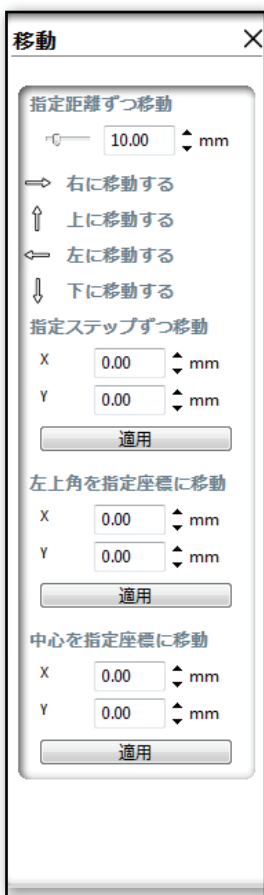 移動
指定距離ずつ移動
10.00 mm
右に移動する
上に移動する
左に移動する
下に移動する
指定ステップずつ移動
X 0.00 mm
Y 0.00 mm
適用
左上角を指定座標に移動
X 0.00 mm
Y 0.00 mm
適用
中心を指定座標に移動
X 0.00 mm
Y 0.00 mm
適用